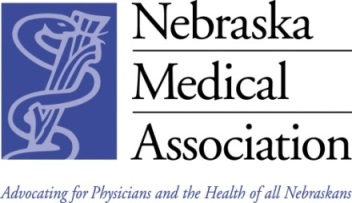 Nebraska
Medical
Association
Advocating for Physicians and the Health of all Nebraskans